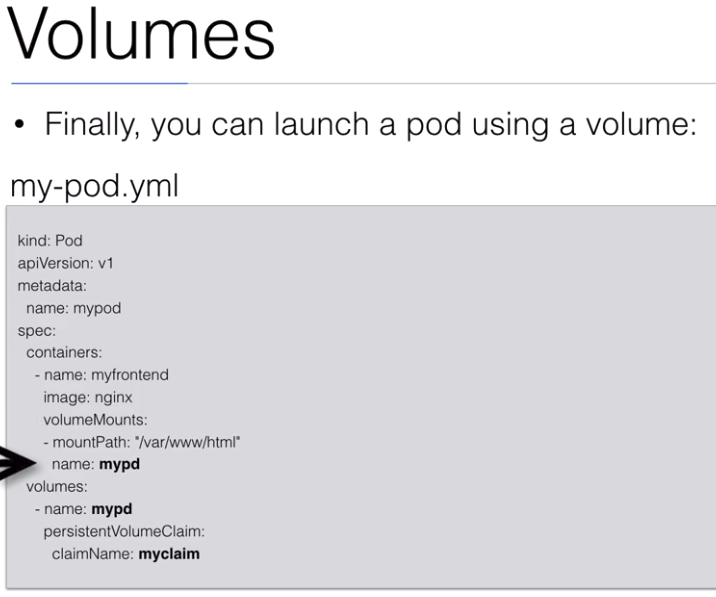 Volumes
• Finally, you can launch a pod using a volume:
my-pod.yml
kind: Pod
apiVersion: v1
metadata:
  name: mypod
spec:
  containers:
    - name: myfrontend
      image: nginx
      volumeMounts:
      - mountPath: "/var/www/html"
        name: mypd
  volumes:
    - name: mypd
      persistentVolumeClaim:
        claimName: myclaim